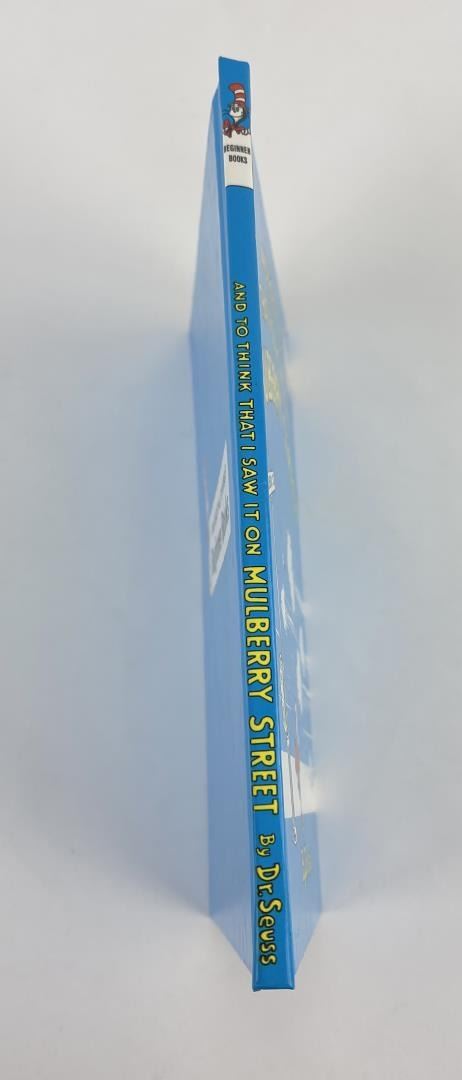 BEGINNER
BOOKS
AND TO THINK THAT I SAW IT ON MULBERRY STREET By Dr. Seuss